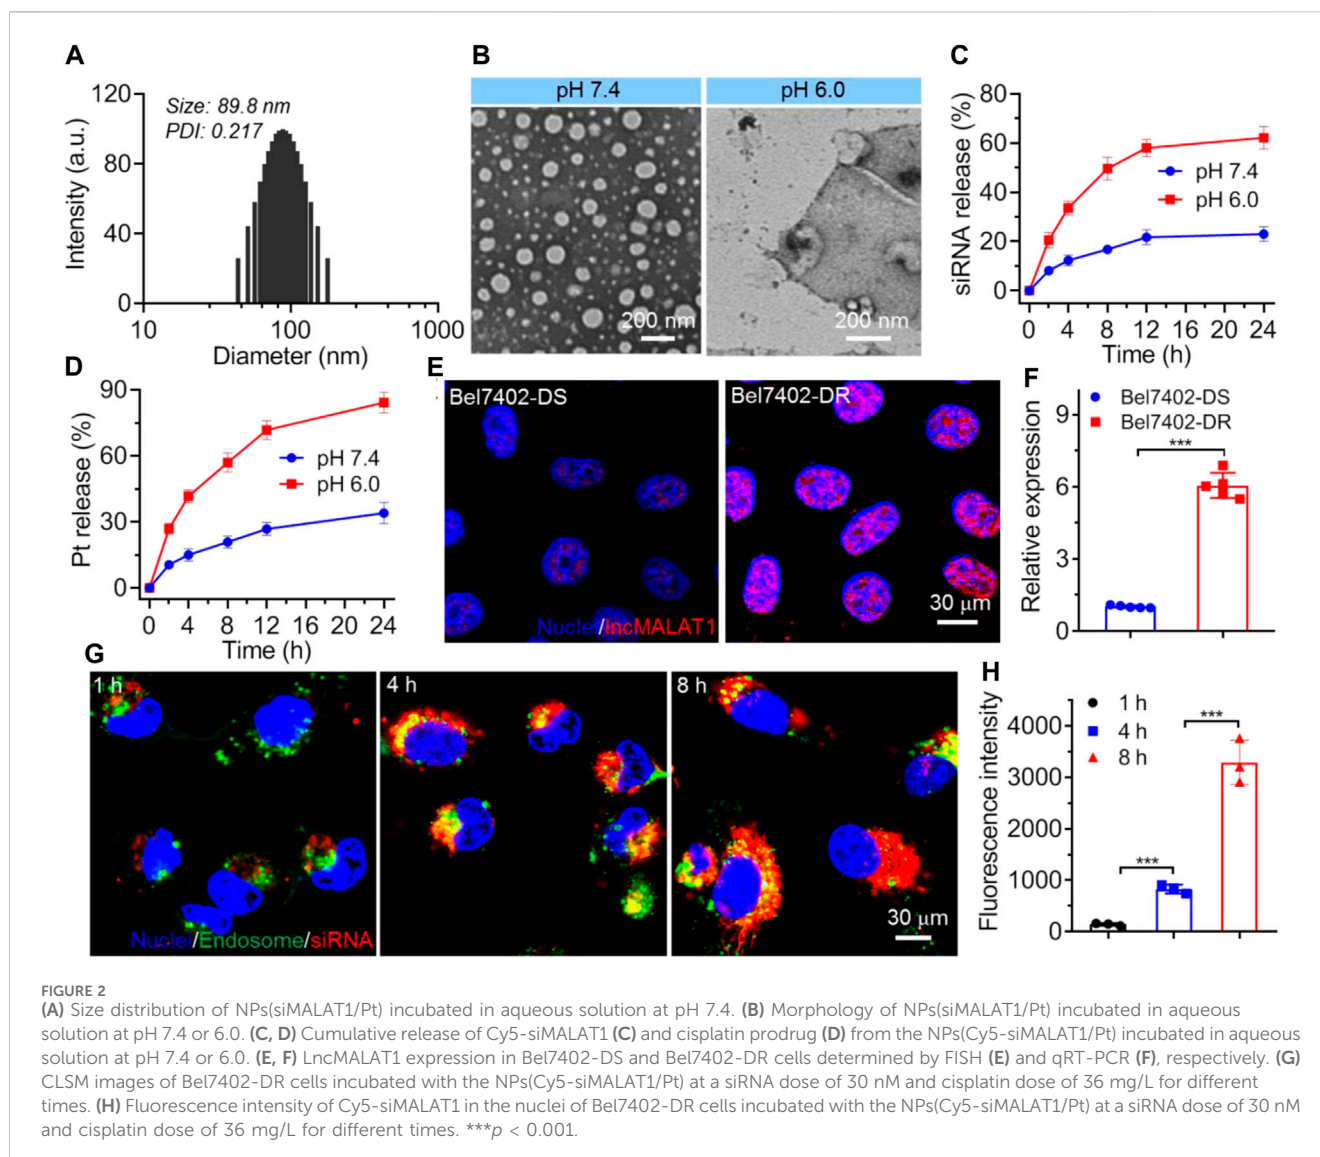 A
120
80
40
0
Intensity (a.u.)
Size: 89.8 nm
PDI: 0.217
10
100
1000
Diameter (nm)
B
pH 7.4
pH 6.0
200 nm
200 nm
C
80
60
40
20
0
siRNA release (%)
pH 7.4
pH 6.0
0 4 8 12 16 20 24
Time (h)
D
90
60
30
0
Pt release (%)
pH 7.4
pH 6.0
0 4 8 12 16 20 24
Time (h)
E
Bel7402-DS
Bel7402-DR
Nuclei/lncMALAT1
30 μm
F
Bel7402-DS
Bel7402-DR
9
6
3
0
Relative expression
***
G
1 h
4 h
8 h
Nuclei/Endosome/siRNA
30 μm
H
1 h
4 h
8 h
4000
3000
2000
1000
0
Fluorescence intensity
***
***
FIGURE 2
(A) Size distribution of NPs(siMALAT1/Pt) incubated in aqueous solution at pH 7.4. (B) Morphology of NPs(siMALAT1/Pt) incubated in aqueous
solution at pH 7.4 or 6.0. (C, D) Cumulative release of Cy5-siMALAT1 (C) and cisplatin prodrug (D) from the NPs(Cy5-siMALAT1/Pt) incubated in aqueous
solution at pH 7.4 or 6.0. (E, F) LncMALAT1 expression in Bel7402-DS and Bel7402-DR cells determined by FISH (E) and qRT-PCR (F), respectively. (G)
CLSM images of Bel7402-DR cells incubated with the NPs(Cy5-siMALAT1/Pt) at a siRNA dose of 30 nM and cisplatin dose of 36 mg/L for different
times. (H) Fluorescence intensity of Cy5-siMALAT1 in the nuclei of Bel7402-DR cells incubated with the NPs(Cy5-siMALAT1/Pt) at a siRNA dose of 30 nM
and cisplatin dose of 36 mg/L for different times. ***p < 0.001.